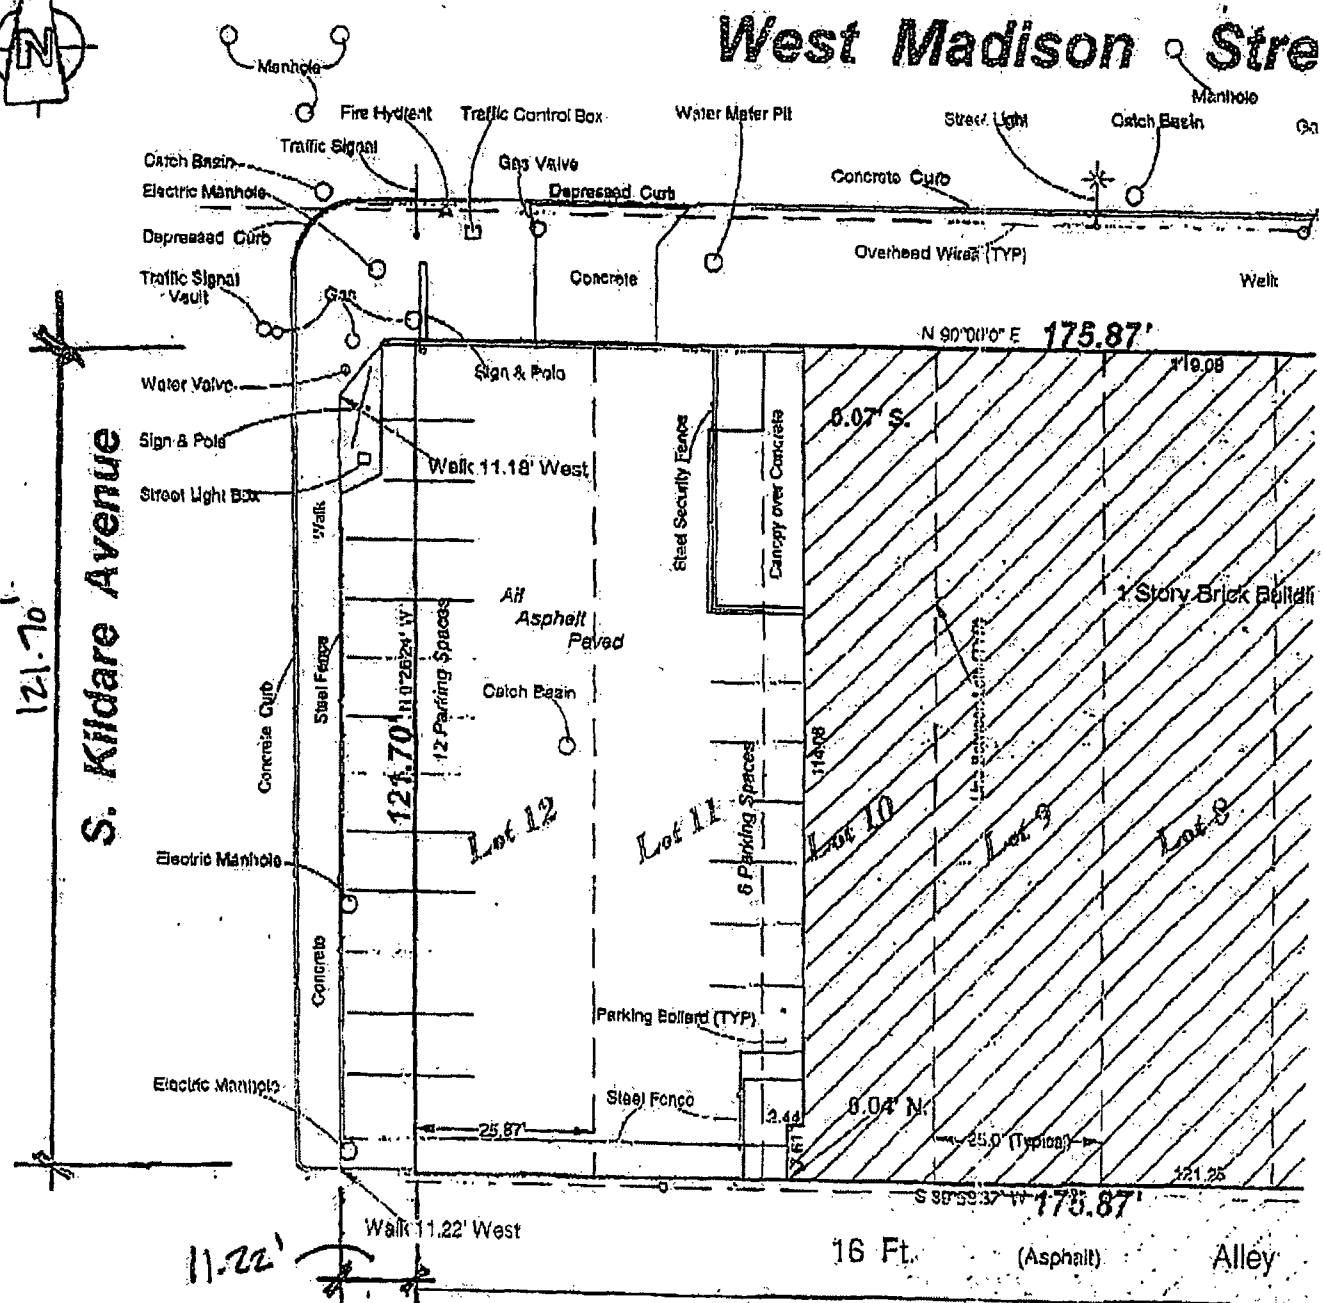 N
West Madison Stre
Manhole
Manhole
Fire Hydrant
Traffic Control Box
Water Meter Pit
Street Light
Catch Basin
Ga
Traffic Signal
Catch Basin
Gas Valve
Electric Manhole
Depressed Curb
Concrete Curb
Depressed Curb
Overhead Wires (TYP)
Traffic Signal
Vault
Gas
Concrete
Walk
N 90°00'0" E 175.87'
119.08
Water Valve
Sign & Pole
6.07' S.
Sign & Pole
Walk 11.18' West
Street Light Box
Walk
Steel Security Fence
Canopy over Concrete
S. Kildare Avenue
121.70'
All
Asphalt
Paved
1 Story Brick Buildi
Concrete Curb
Steel Fence
121.70'
N 0°26'24" W
12 Parking Spaces
Catch Basin
114.08
6 Parking Spaces
Lot 12
Lot 11
Lot 10
Lot 9
Lot 8
Electric Manhole
Concrete
Parking Bollard (TYP)
Electric Manhole
Steel Fence
6.04' N.
2.44
25.87'
25.0' (Typical)
121.25
175.87'
Walk 11.22' West
11.22'
16 Ft.
(Asphalt)
Alley